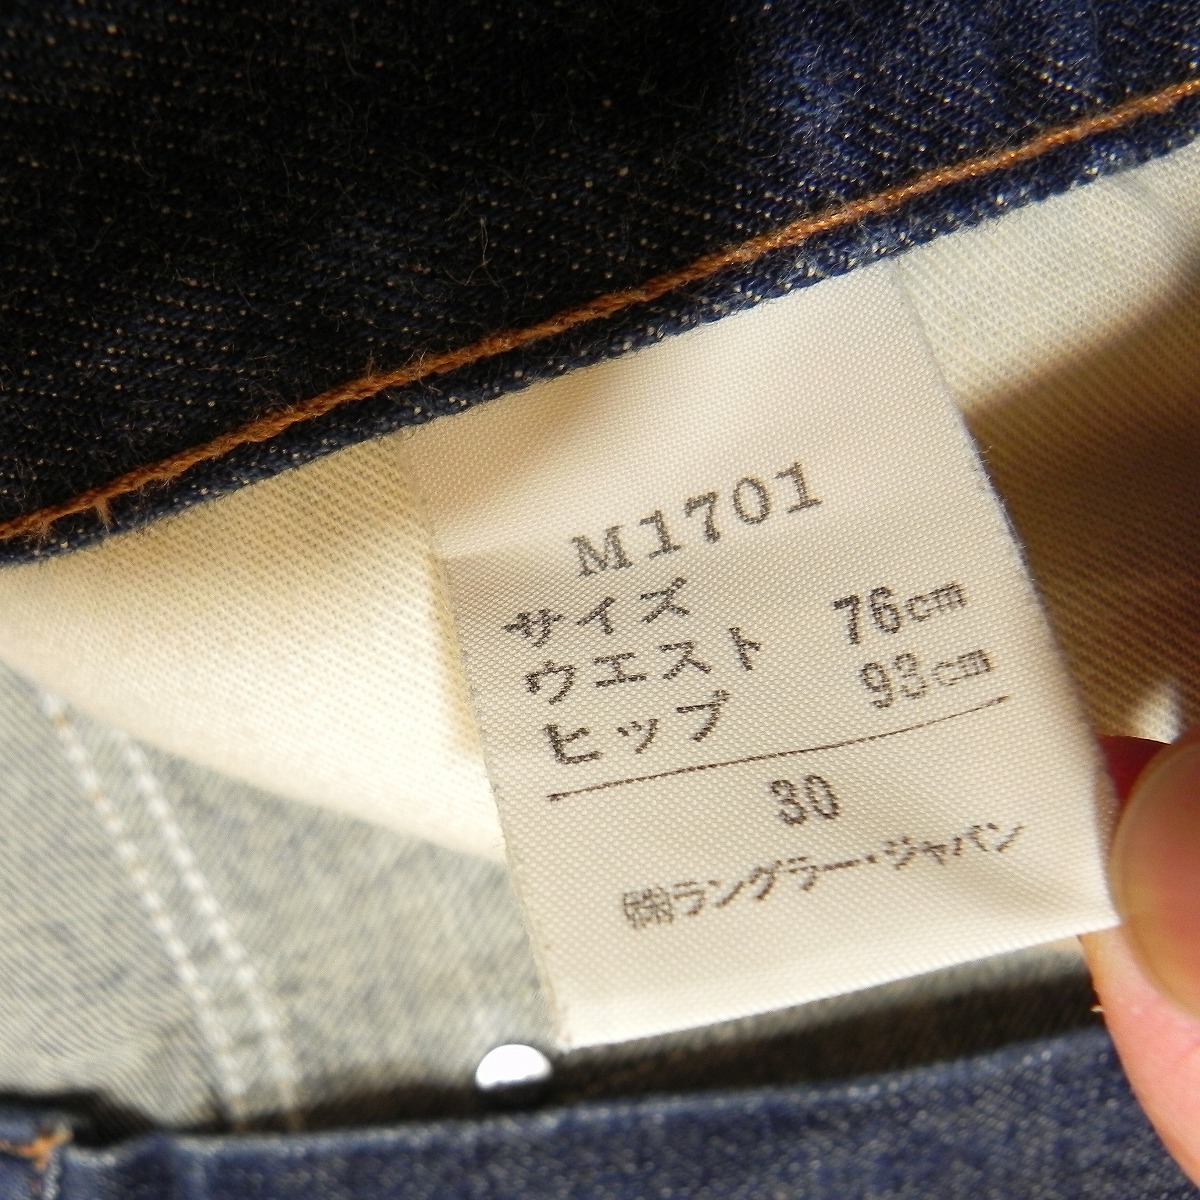 M1701
サイズ
ウエスト 76cm
ヒップ 93cm
30
㈱ラングラー・ジャパン